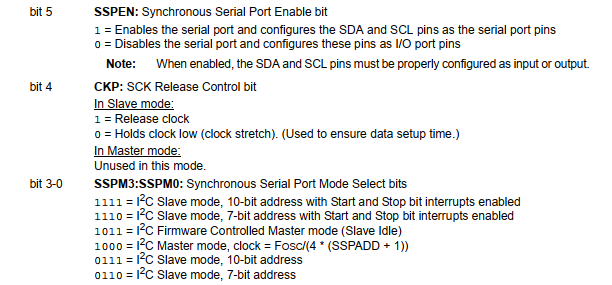 bit 5 SSPEN: Synchronous Serial Port Enable bit
1 = Enables the serial port and configures the SDA and SCL pins as the serial port pins
0 = Disables the serial port and configures these pins as I/O port pins
Note: When enabled, the SDA and SCL pins must be properly configured as input or output.
bit 4 CKP: SCK Release Control bit
In Slave mode:
1 = Release clock
0 = Holds clock low (clock stretch). (Used to ensure data setup time.)
In Master mode:
Unused in this mode.
bit 3-0 SSPM3:SSPM0: Synchronous Serial Port Mode Select bits
1111 = I²C Slave mode, 10-bit address with Start and Stop bit interrupts enabled
1110 = I²C Slave mode, 7-bit address with Start and Stop bit interrupts enabled
1011 = I²C Firmware Controlled Master mode (Slave Idle)
1000 = I²C Master mode, clock = FOSC/(4 * (SSPADD + 1))
0111 = I²C Slave mode, 10-bit address
0110 = I²C Slave mode, 7-bit address